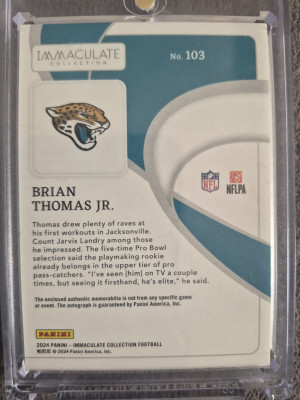 IMMACULATE
COLLECTION
No. 103
NFL
NFLPA
BRIAN
THOMAS JR.
Thomas drew plenty of raves at
his first workouts in Jacksonville.
Count Jarvis Landry among those
he impressed. The five-time Pro Bowl
selection said the playmaking rookie
already belongs in the upper tier of pro
pass-catchers. "I've seen [him] on TV a couple
times, but seeing it firsthand, he's elite," he said.
The enclosed authentic memorabilia is not from any specific game
or event. The autograph is guaranteed by Panini America, Inc.
PANINI
2024 PANINI – IMMACULATE COLLECTION FOOTBALL
© 2024 Panini America, Inc.